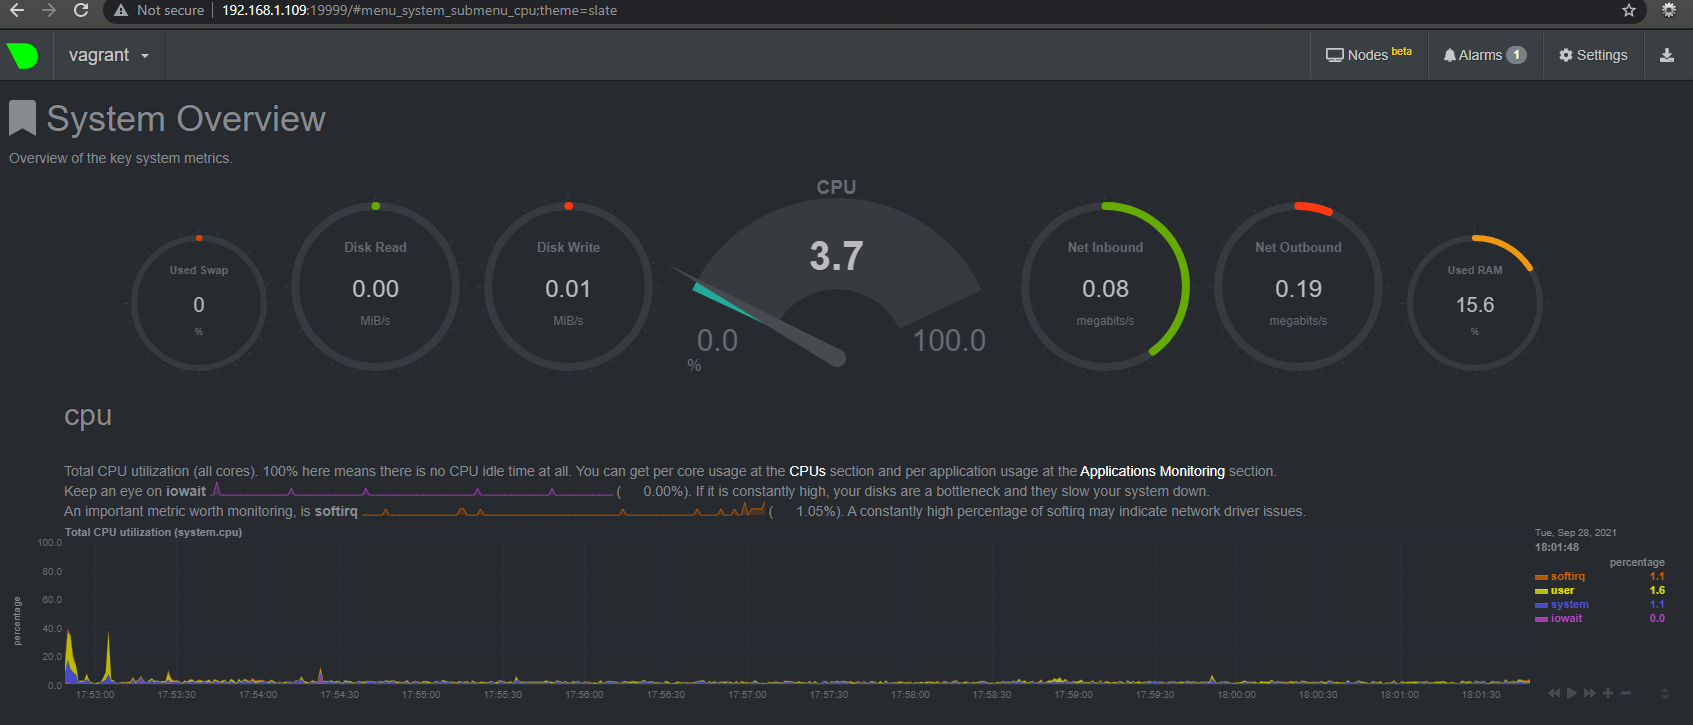 Not secure | 192.168.1.109:19999/#menu_system_submenu_cpu;theme=slate
vagrant
Nodes beta
Alarms 1
Settings
System Overview
Overview of the key system metrics.
Used Swap
0
%
Disk Read
0.00
MiB/s
Disk Write
0.01
MiB/s
CPU
3.7
0.0
100.0
%
Net Inbound
0.08
megabits/s
Net Outbound
0.19
megabits/s
Used RAM
15.6
%
cpu
Total CPU utilization (all cores). 100% here means there is no CPU idle time at all. You can get per core usage at the CPUs section and per application usage at the Applications Monitoring section.
Keep an eye on iowait ( 0.00%). If it is constantly high, your disks are a bottleneck and they slow your system down.
An important metric worth monitoring, is softirq ( 1.05%). A constantly high percentage of softirq may indicate network driver issues.
Total CPU utilization (system.cpu)
percentage
100.0
80.0
60.0
40.0
20.0
0.0
17:53:00 17:53:30 17:54:00 17:54:30 17:55:00 17:55:30 17:56:00 17:56:30 17:57:00 17:57:30 17:58:00 17:58:30 17:59:00 17:59:30 18:00:00 18:00:30 18:01:00 18:01:30
Tue, Sep 28, 2021
18:01:48
percentage
softirq 1.1
user 1.6
system 1.1
iowait 0.0